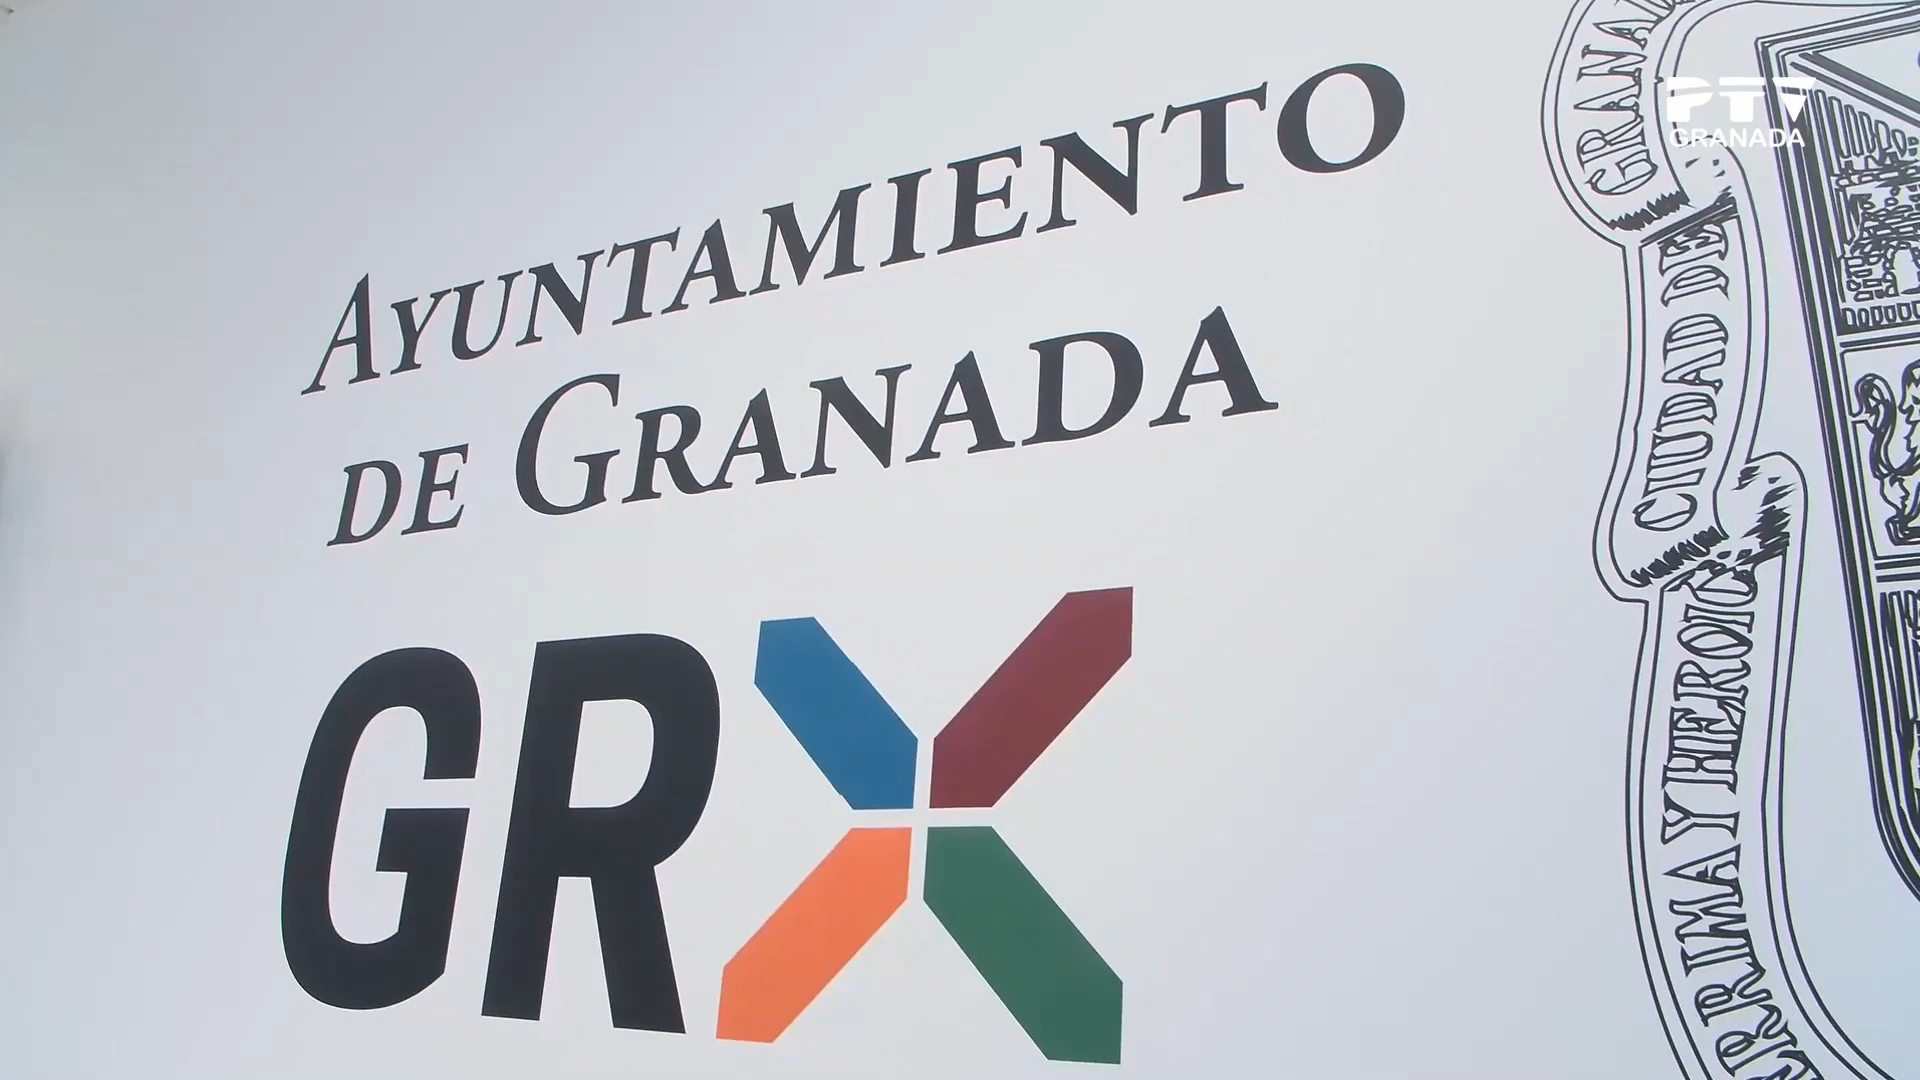 AYUNTAMIENTO
DE GRANADA
GRX
PTV
GRANADA
CIUDAD DE